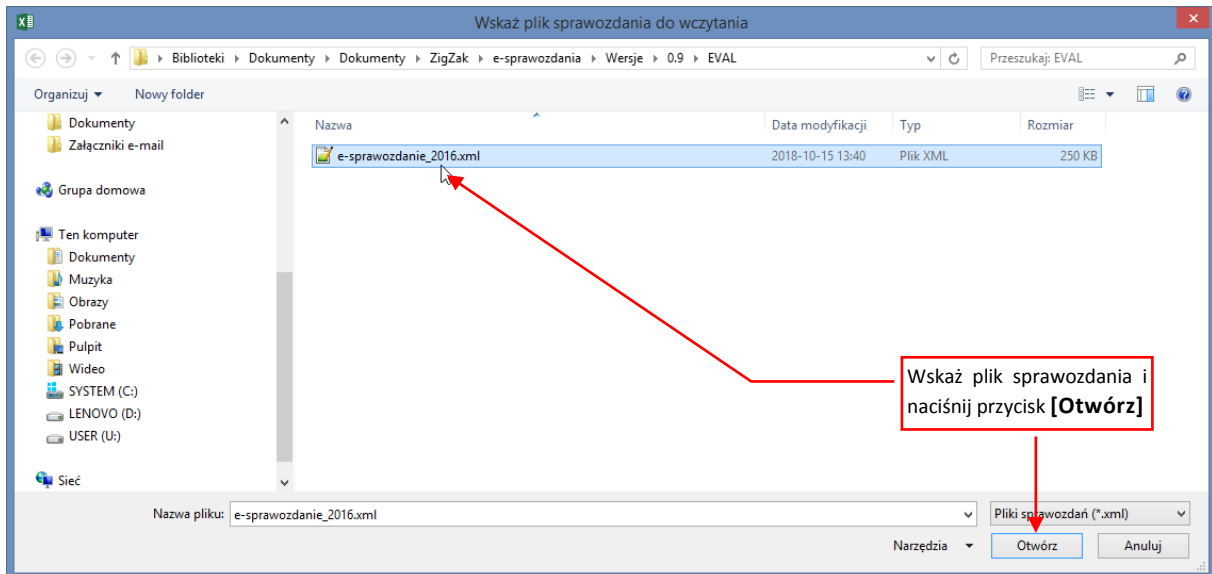 Wskaż plik sprawozdania do wczytania
Biblioteki Dokumenty Dokumenty ZigZak e-sprawozdania Wersje 0.9 EVAL
Przeszukaj: EVAL
Organizuj Nowy folder
Dokumenty
Załączniki e-mail
Grupa domowa
Ten komputer
Dokumenty
Muzyka
Obrazy
Pobrane
Pulpit
Wideo
SYSTEM (C:)
LENOVO (D:)
USER (U:)
Sieć
Nazwa Data modyfikacji Typ Rozmiar
e-sprawozdanie_2016.xml 2018-10-15 13:40 Plik XML 250 KB
Wskaż plik sprawozdania i
naciśnij przycisk [Otwórz]
Nazwa pliku: e-sprawozdanie_2016.xml Pliki sprawozdań (*.xml)
Narzędzia Otwórz Anuluj